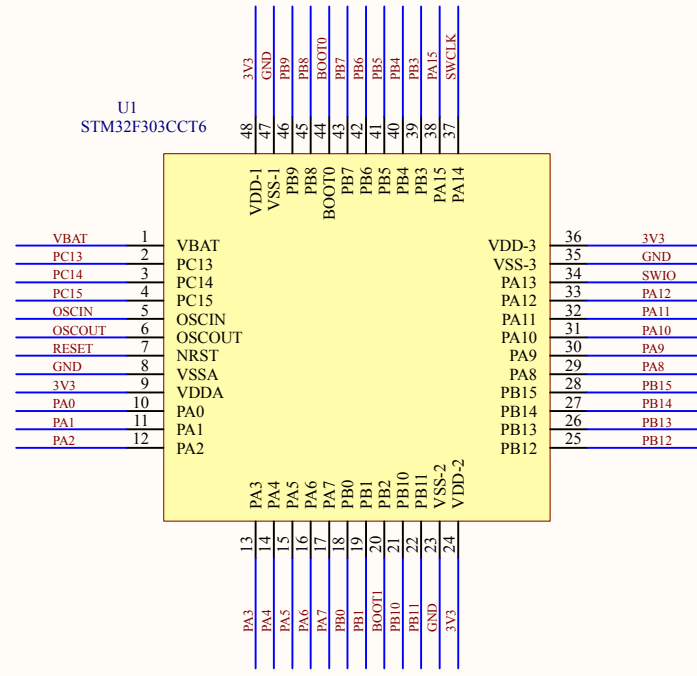 3V3 GND PB9 PB8 BOOT0 PB7 PB6 PB5 PB4 PB3 PA15 SWCLK
U1
STM32F303CCT6
48 47 46 45 44 43 42 41 40 39 38 37
VDD-1 VSS-1 PB9 PB8 BOOT0 PB7 PB6 PB5 PB4 PB3 PA15 PA14
VBAT 1 VBAT VDD-3 36 3V3
PC13 2 PC13 VSS-3 35 GND
PC14 3 PC14 PA13 34 SWIO
PC15 4 PC15 PA12 33 PA12
OSCIN 5 OSCIN PA11 32 PA11
OSCOUT 6 OSCOUT PA10 31 PA10
RESET 7 NRST PA9 30 PA9
GND 8 VSSA PA8 29 PA8
3V3 9 VDDA PB15 28 PB15
PA0 10 PA0 PB14 27 PB14
PA1 11 PA1 PB13 26 PB13
PA2 12 PA2 PB12 25 PB12
PA3 PA4 PA5 PA6 PA7 PB0 PB1 PB2 PB10 PB11 VSS-2 VDD-2
13 14 15 16 17 18 19 20 21 22 23 24
PA3 PA4 PA5 PA6 PA7 PB0 PB1 BOOT1 PB10 PB11 GND 3V3